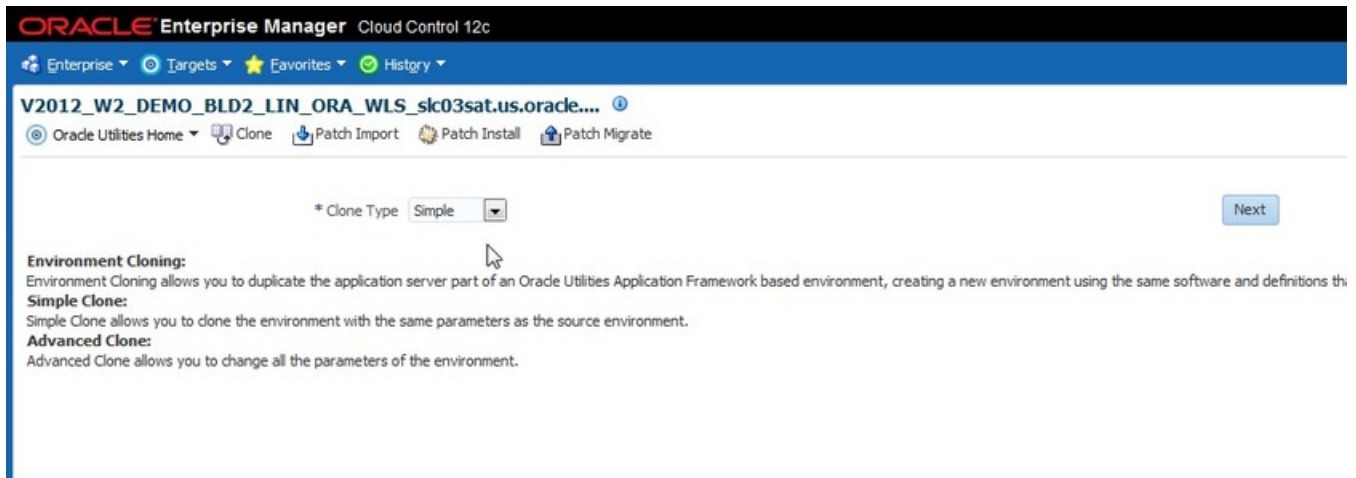 ORACLE Enterprise Manager Cloud Control 12c
Enterprise Targets Favorites History
V2012_W2_DEMO_BLD2_LIN_ORA_WLS_slc03sat.us.oracle....
Oracle Utilities Home Clone Patch Import Patch Install Patch Migrate
* Clone Type Simple Next
Environment Cloning:
Environment Cloning allows you to duplicate the application server part of an Oracle Utilities Application Framework based environment, creating a new environment using the same software and definitions tha
Simple Clone:
Simple Clone allows you to clone the environment with the same parameters as the source environment.
Advanced Clone:
Advanced Clone allows you to change all the parameters of the environment.